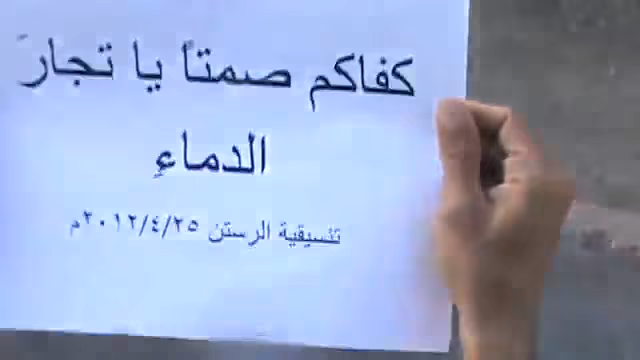 كفاكم صمتاً يا تجارَ
الدماءِ
تنسيقية الرستن ٢٠١٢/٤/٢٥م